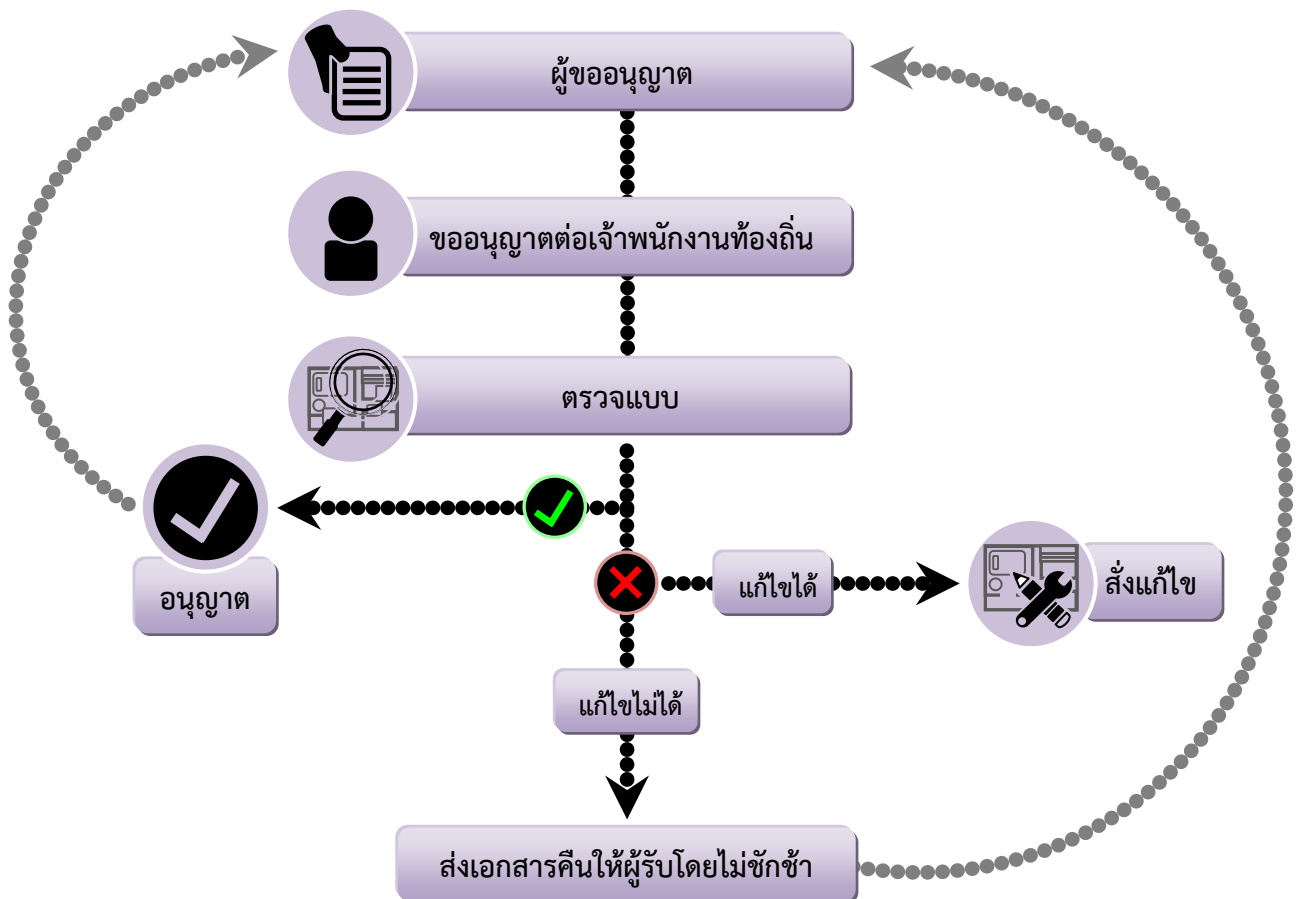 ผู้ขออนุญาต
ขออนุญาตต่อเจ้าพนักงานท้องถิ่น
ตรวจแบบ
อนุญาต
แก้ไขได้
สั่งแก้ไข
แก้ไขไม่ได้
ส่งเอกสารคืนให้ผู้รับโดยไม่ชักช้า